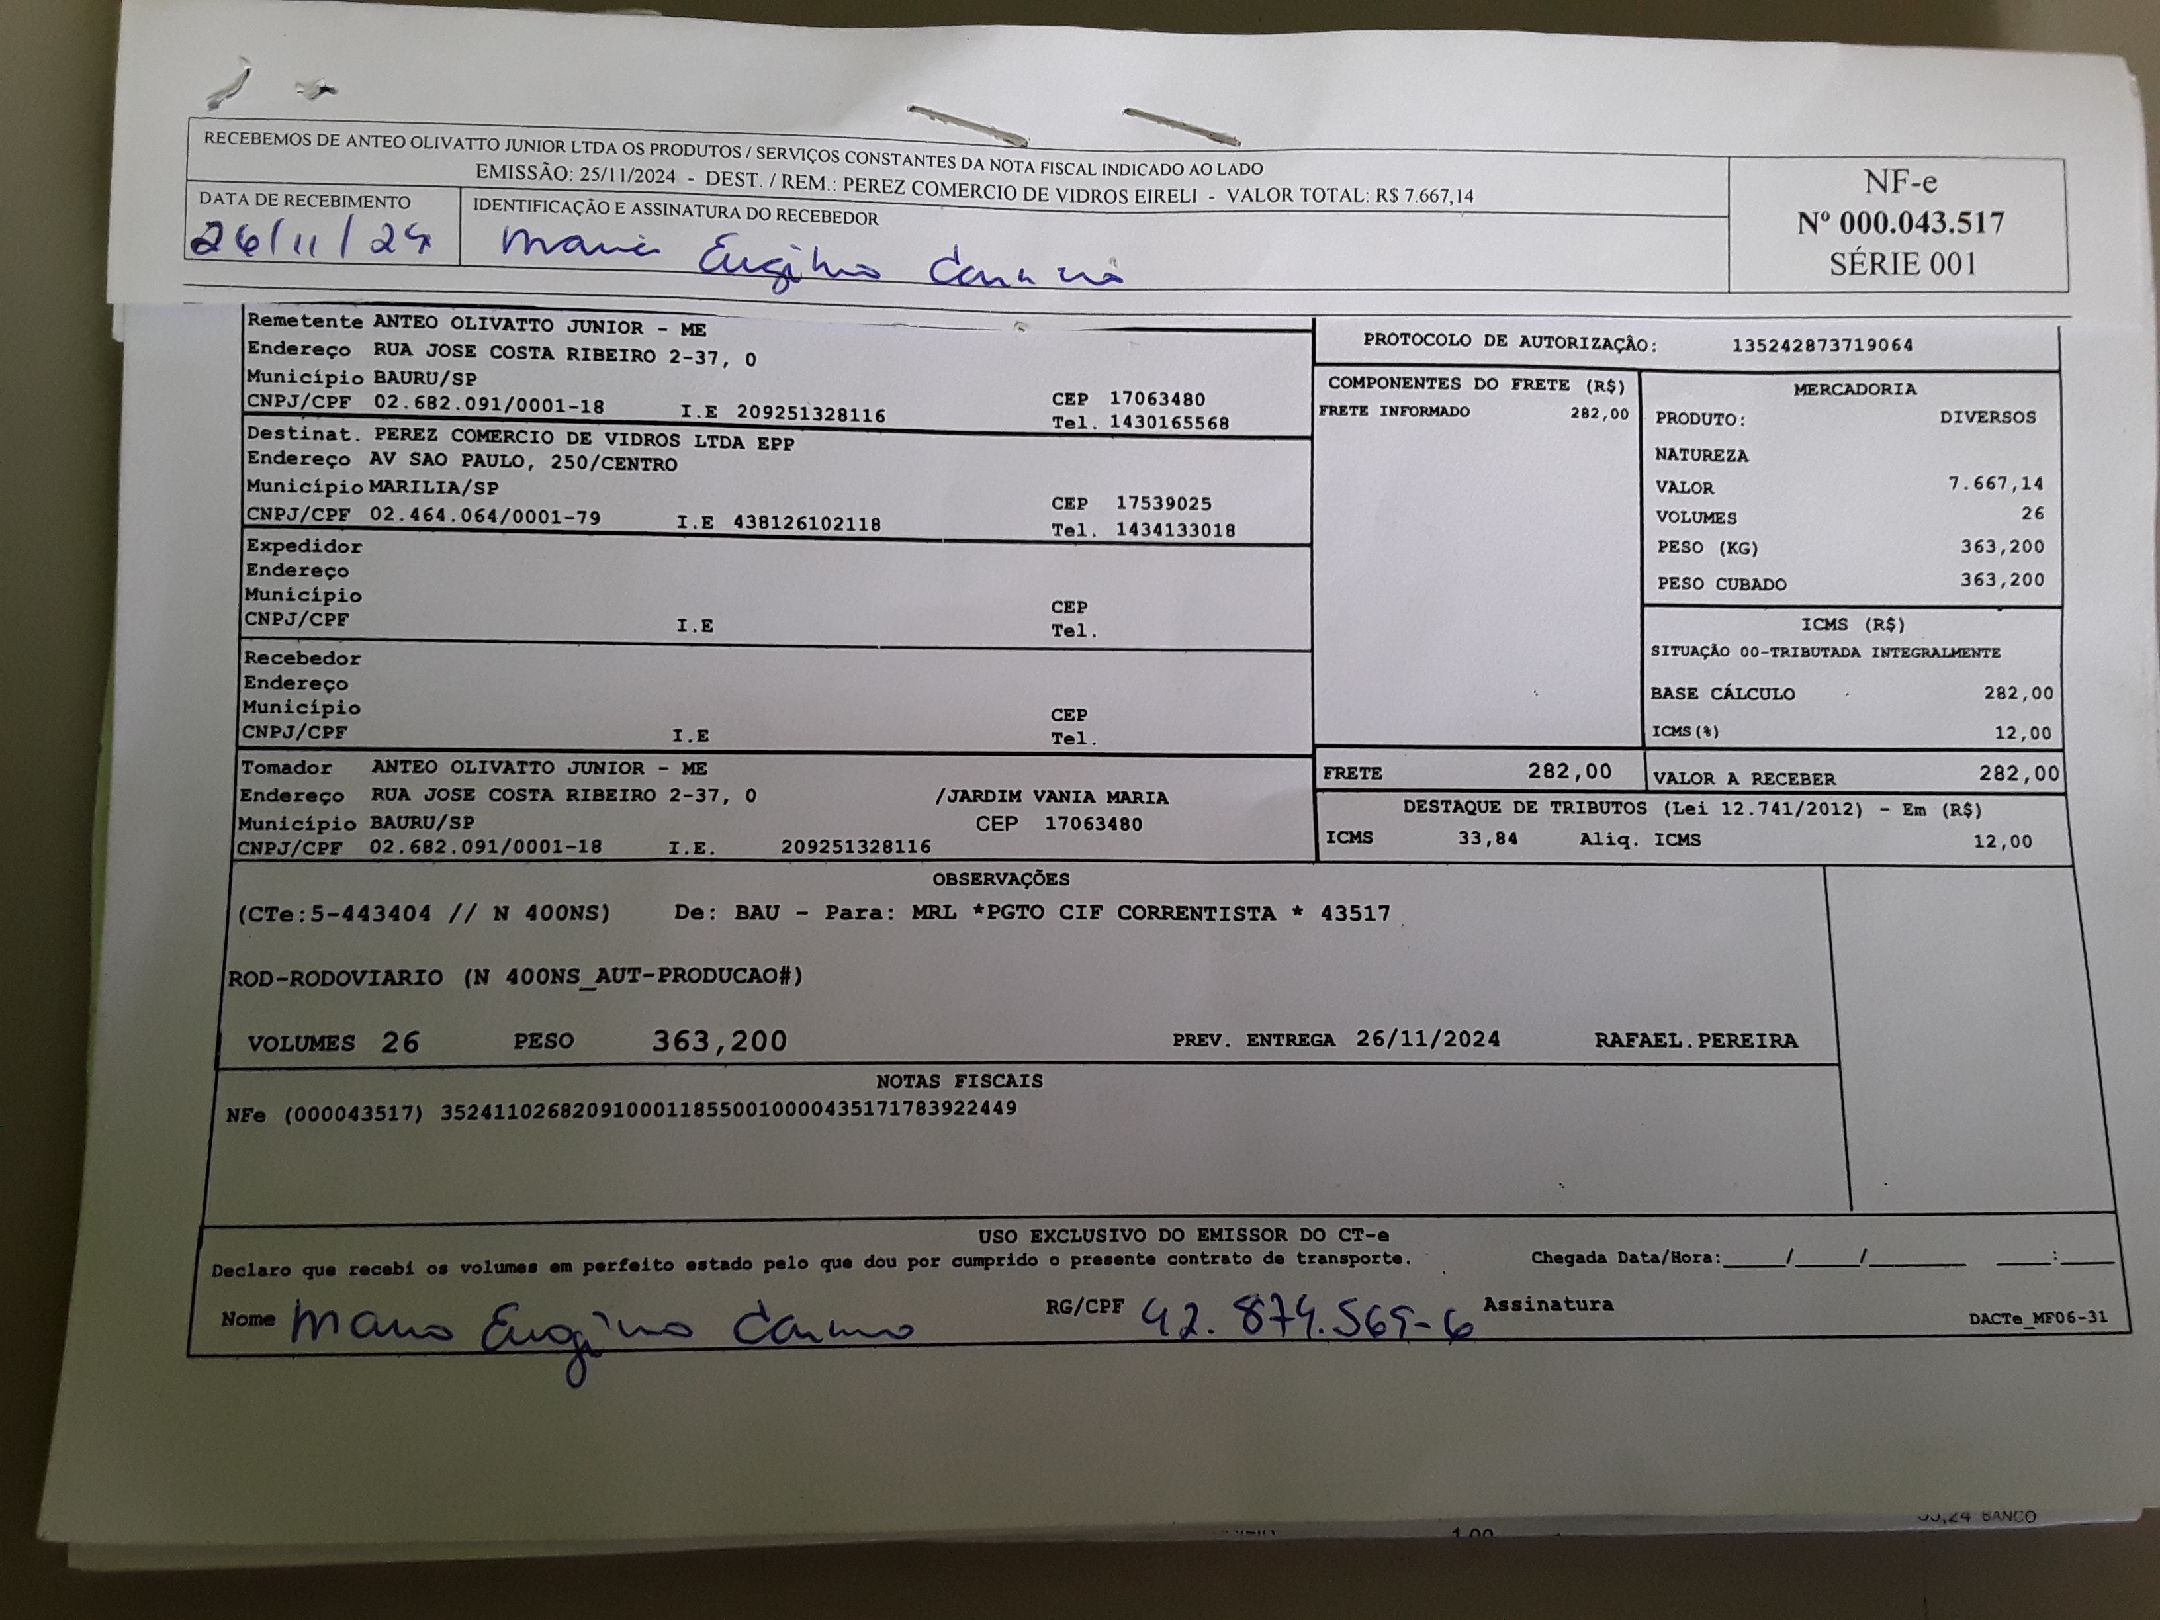 RECEBEMOS DE ANTEO OLIVATTO JUNIOR LTDA OS PRODUTOS / SERVIÇOS CONSTANTES DA NOTA FISCAL INDICADO AO LADO
EMISSÃO: 25/11/2024 - DEST. / REM.: PEREZ COMERCIO DE VIDROS EIRELI - VALOR TOTAL: R$ 7.667,14
NF-e
Nº 000.043.517
SÉRIE 001
DATA DE RECEBIMENTO
26/11/24
IDENTIFICAÇÃO E ASSINATURA DO RECEBEDOR
Remetente ANTEO OLIVATTO JUNIOR - ME
Endereço RUA JOSE COSTA RIBEIRO 2-37, 0
Município BAURU/SP CEP 17063480
CNPJ/CPF 02.682.091/0001-18 I.E 209251328116 Tel. 1430165568
Destinat. PEREZ COMERCIO DE VIDROS LTDA EPP
Endereço AV SAO PAULO, 250/CENTRO
Município MARILIA/SP CEP 17539025
CNPJ/CPF 02.464.064/0001-79 I.E 438126102118 Tel. 1434133018
Expedidor
Endereço
Município CEP
CNPJ/CPF I.E Tel.
Recebedor
Endereço
Município CEP
CNPJ/CPF I.E Tel.
Tomador ANTEO OLIVATTO JUNIOR - ME
Endereço RUA JOSE COSTA RIBEIRO 2-37, 0 /JARDIM VANIA MARIA
Município BAURU/SP CEP 17063480
CNPJ/CPF 02.682.091/0001-18 I.E. 209251328116
PROTOCOLO DE AUTORIZAÇÃO: 135242873719064
COMPONENTES DO FRETE (R$)
FRETE INFORMADO 282,00
MERCADORIA
PRODUTO: DIVERSOS
NATUREZA
VALOR 7.667,14
VOLUMES 26
PESO (KG) 363,200
PESO CUBADO 363,200
ICMS (R$)
SITUAÇÃO 00-TRIBUTADA INTEGRALMENTE
BASE CÁLCULO 282,00
ICMS(%) 12,00
FRETE 282,00 VALOR A RECEBER 282,00
DESTAQUE DE TRIBUTOS (Lei 12.741/2012) - Em (R$)
ICMS 33,84 Aliq. ICMS 12,00
OBSERVAÇÕES
(CTe:5-443404 // N 400NS) De: BAU - Para: MRL *PGTO CIF CORRENTISTA * 43517
ROD-RODOVIARIO (N 400NS_AUT-PRODUCAO#)
VOLUMES 26 PESO 363,200 PREV. ENTREGA 26/11/2024 RAFAEL.PEREIRA
NOTAS FISCAIS
NFe (000043517) 35241102682091000118550010000435171783922449
USO EXCLUSIVO DO EMISSOR DO CT-e
Declaro que recebi os volumes em perfeito estado pelo que dou por cumprido o presente contrato de transporte. Chegada Data/Hora:____/____/______ ___:___
Nome RG/CPF 42.874.569-6 Assinatura
DACTe_MF06-31
BANCO